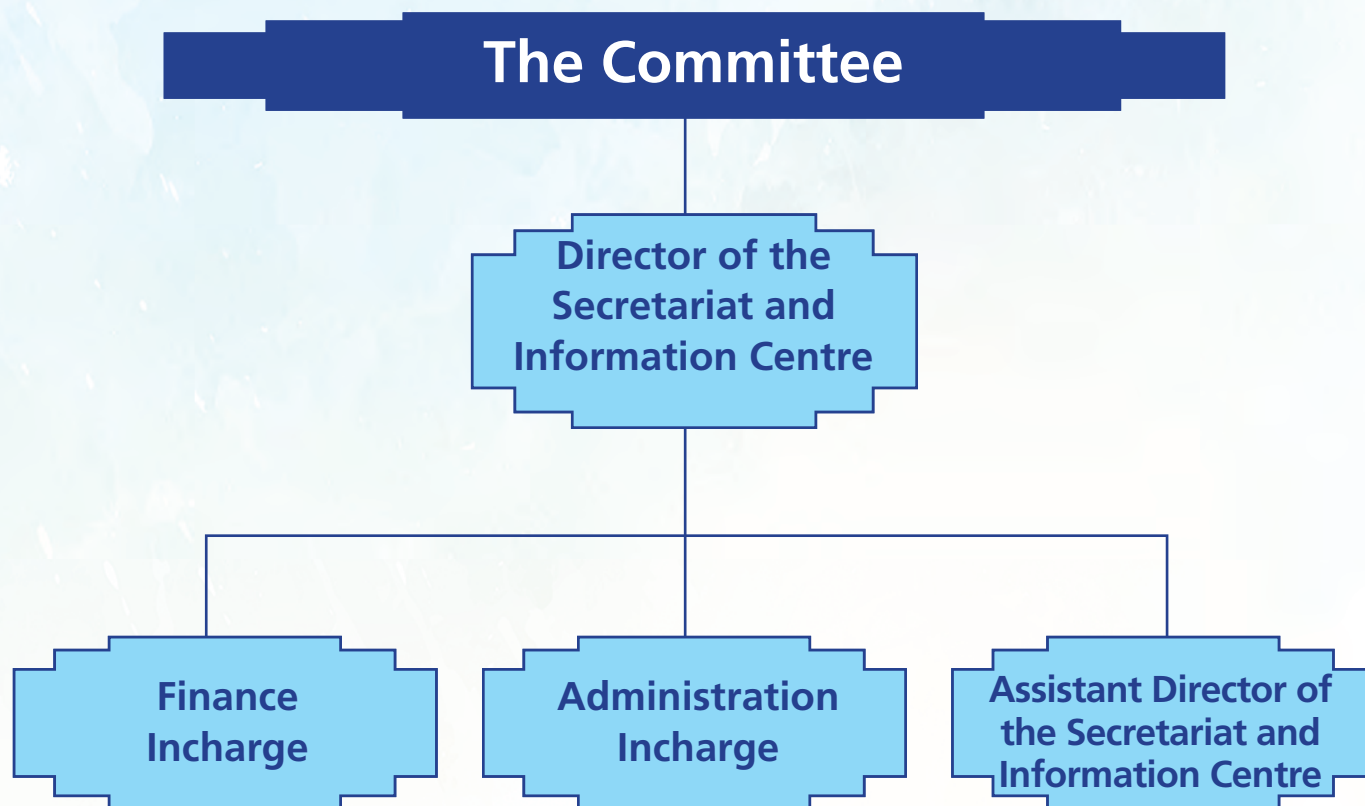 The Committee
Director of the
Secretariat and
Information Centre
Finance
Incharge
Administration
Incharge
Assistant Director of
the Secretariat and
Information Centre